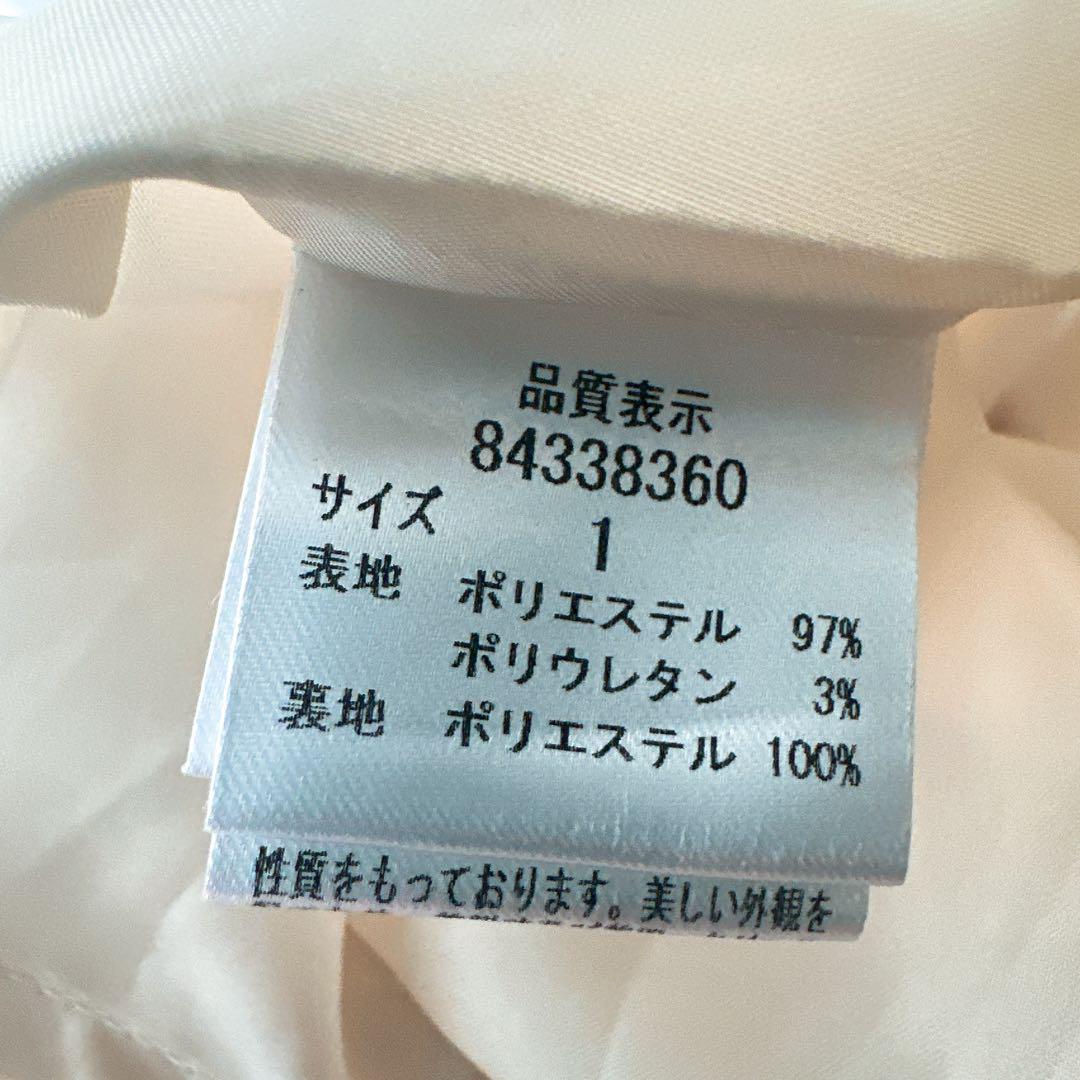 品質表示
84338360
サイズ 1
表地 ポリエステル 97%
ポリウレタン 3%
裏地 ポリエステル 100%
性質をもっております。美しい外観を